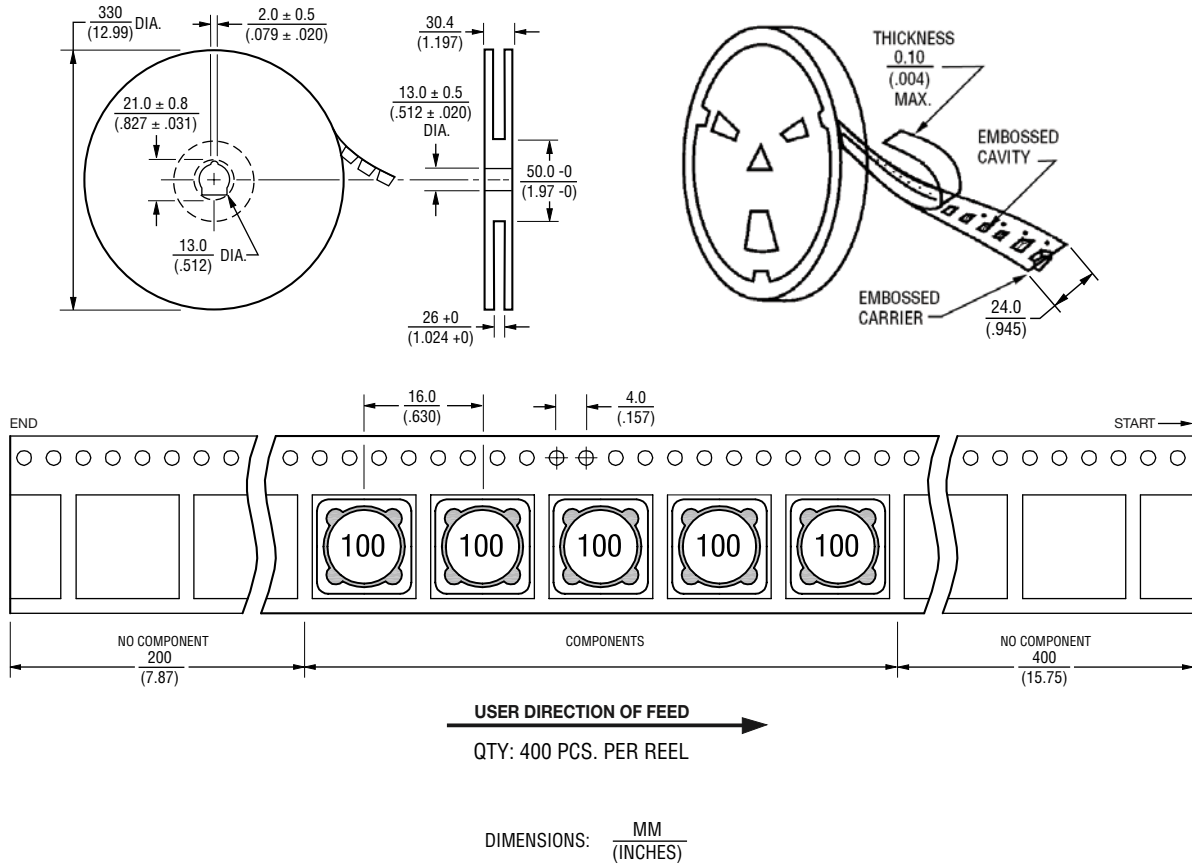 330
(12.99)
DIA.
2.0 ± 0.5
(.079 ± .020)
21.0 ± 0.8
(.827 ± .031)
13.0
(.512)
DIA.
30.4
(1.197)
13.0 ± 0.5
(.512 ± .020)
DIA.
50.0 -0
(1.97 -0)
26 +0
(1.024 +0)
THICKNESS
0.10
(.004)
MAX.
EMBOSSED
CAVITY
EMBOSSED
CARRIER
24.0
(.945)
16.0
(.630)
4.0
(.157)
END
START
100
100
100
100
100
NO COMPONENT
200
(7.87)
COMPONENTS
NO COMPONENT
400
(15.75)
USER DIRECTION OF FEED
QTY: 400 PCS. PER REEL
DIMENSIONS:
MM
(INCHES)